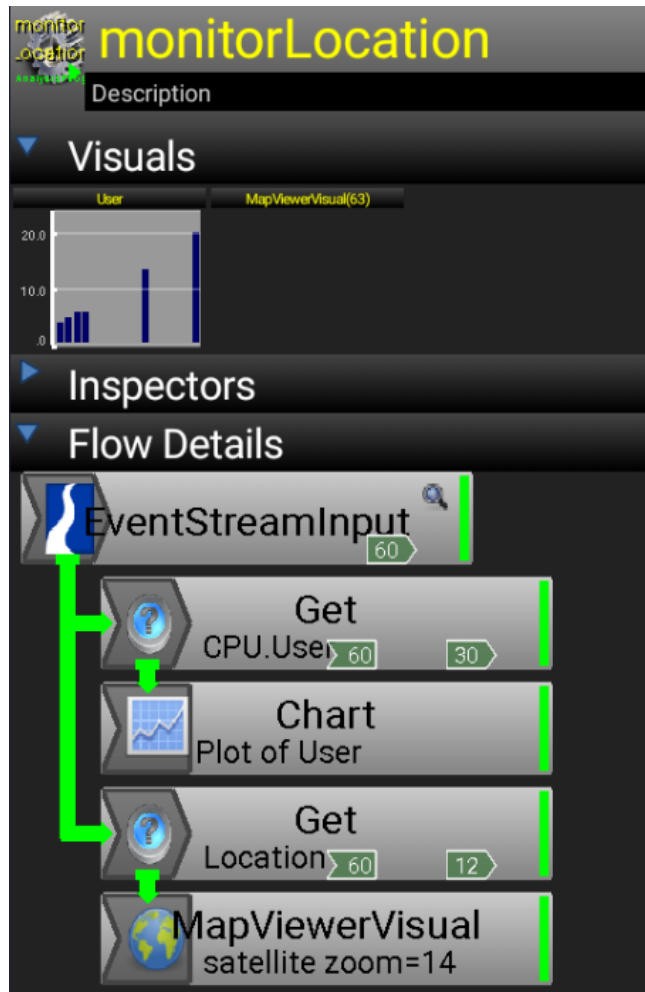 monitor
Location
monitorLocation
Description
Visuals
User
MapViewerVisual(63)
20.0
10.0
.0
Inspectors
Flow Details
EventStreamInput
60
Get
CPU.User
60
30
Chart
Plot of User
Get
Location
60
12
MapViewerVisual
satellite zoom=14